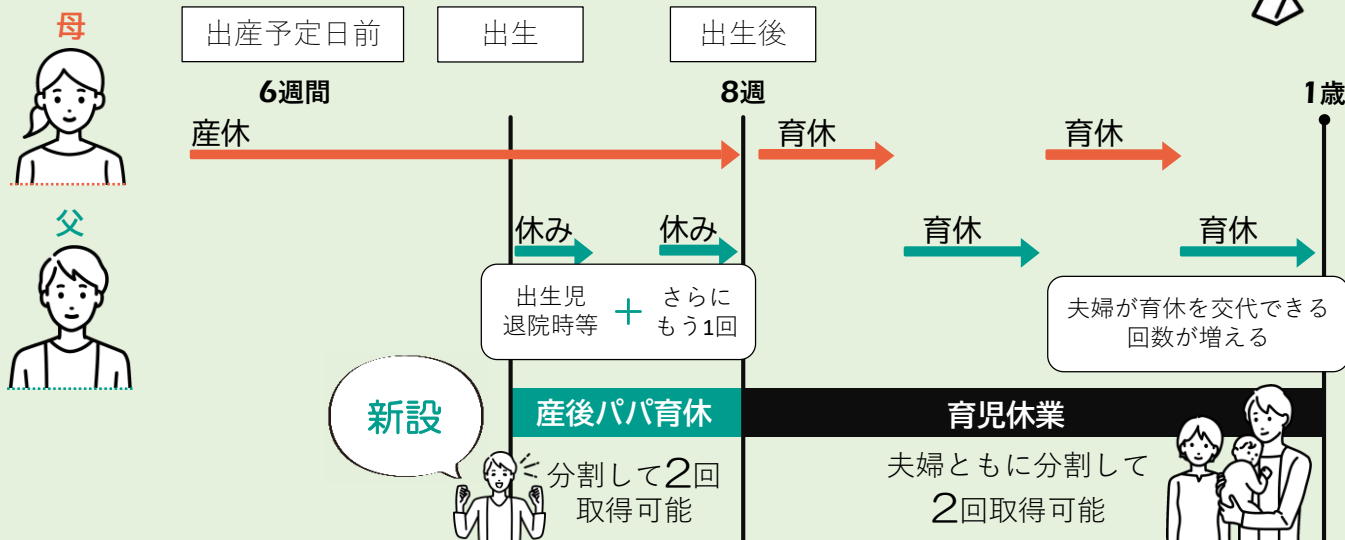 母
出産予定日前
出生
出生後
6週間
8週
1歳
産休
育休
育休
父
休み
休み
育休
育休
出生児
退院時等
+
さらに
もう1回
夫婦が育休を交代できる
回数が増える
新設
産後パパ育休
育児休業
分割して2回
取得可能
夫婦ともに分割して
2回取得可能